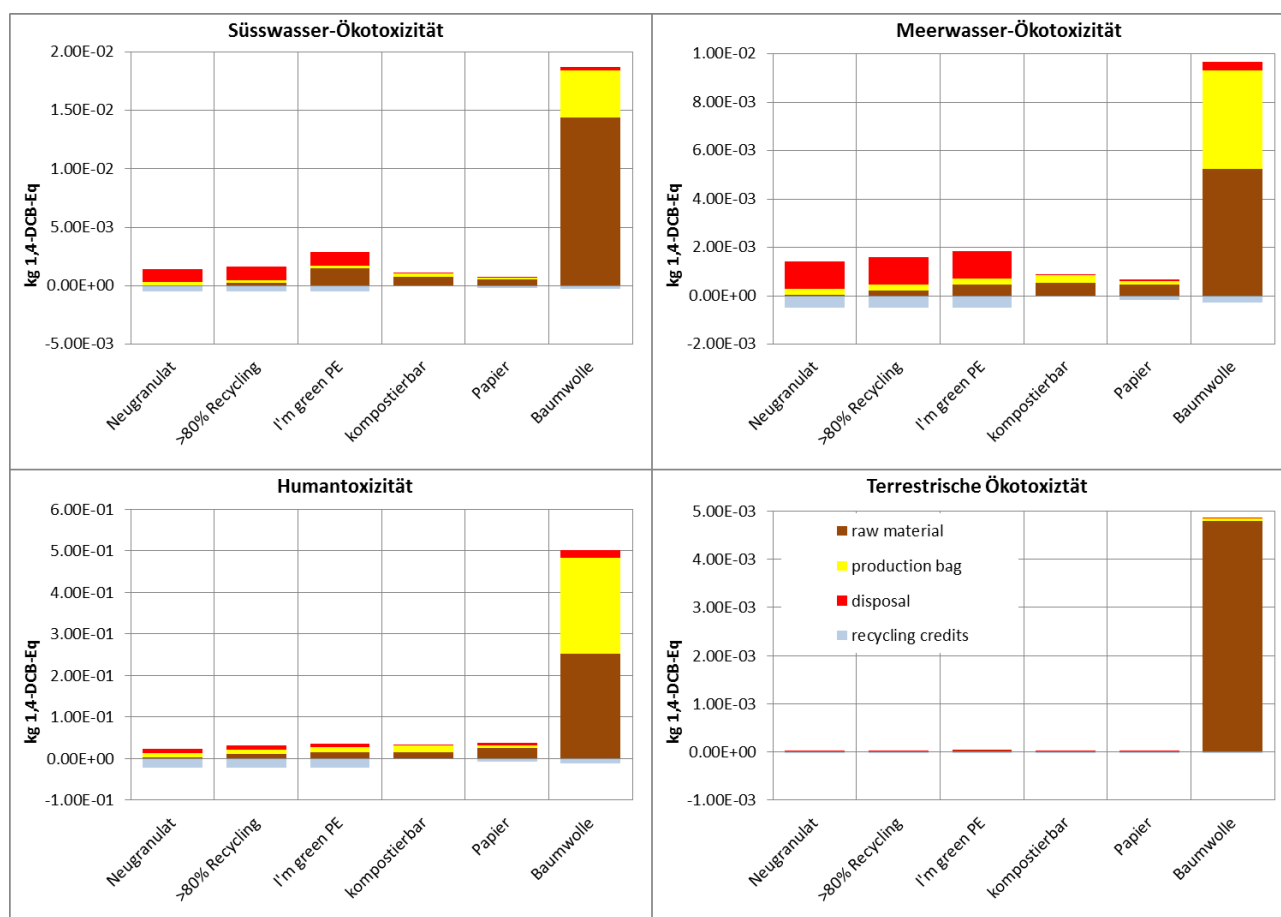 Süsswasser-Ökotoxizität
kg 1,4-DCB-Eq
2.00E-02
1.50E-02
1.00E-02
5.00E-03
0.00E+00
-5.00E-03
Neugranulat
>80% Recycling
I'm green PE
kompostierbar
Papier
Baumwolle
Meerwasser-Ökotoxizität
kg 1,4-DCB-Eq
1.00E-02
8.00E-03
6.00E-03
4.00E-03
2.00E-03
0.00E+00
-2.00E-03
Neugranulat
>80% Recycling
I'm green PE
kompostierbar
Papier
Baumwolle
Humantoxizität
kg 1,4-DCB-Eq
6.00E-01
5.00E-01
4.00E-01
3.00E-01
2.00E-01
1.00E-01
0.00E+00
-1.00E-01
Neugranulat
>80% Recycling
I'm green PE
kompostierbar
Papier
Baumwolle
Terrestrische Ökotoxiztät
kg 1,4-DCB-Eq
5.00E-03
4.00E-03
3.00E-03
2.00E-03
1.00E-03
0.00E+00
-1.00E-03
raw material
production bag
disposal
recycling credits
Neugranulat
>80% Recycling
I'm green PE
kompostierbar
Papier
Baumwolle